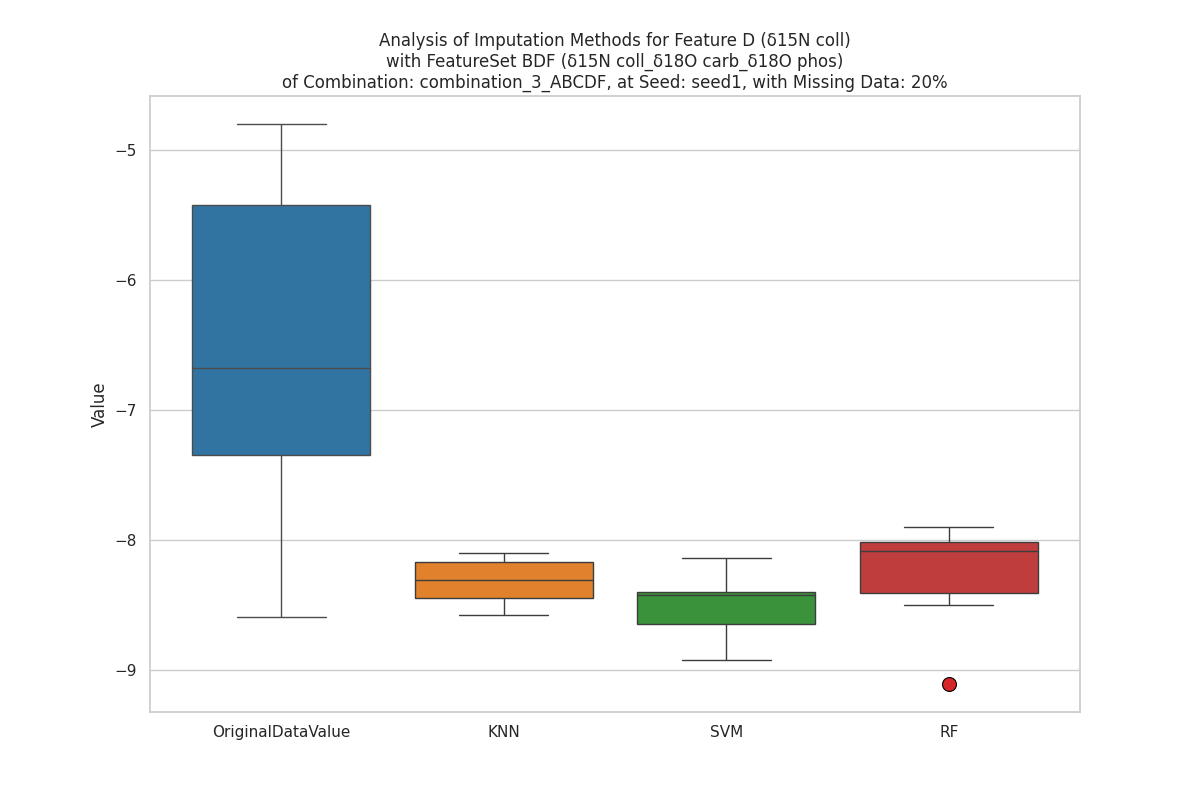 Analysis of Imputation Methods for Feature D (δ15N coll)
with FeatureSet BDF (δ15N coll_δ18O carb_δ18O phos)
of Combination: combination_3_ABCDF, at Seed: seed1, with Missing Data: 20%
−5
−6
−7
−8
−9
Value
OriginalDataValue
KNN
SVM
RF